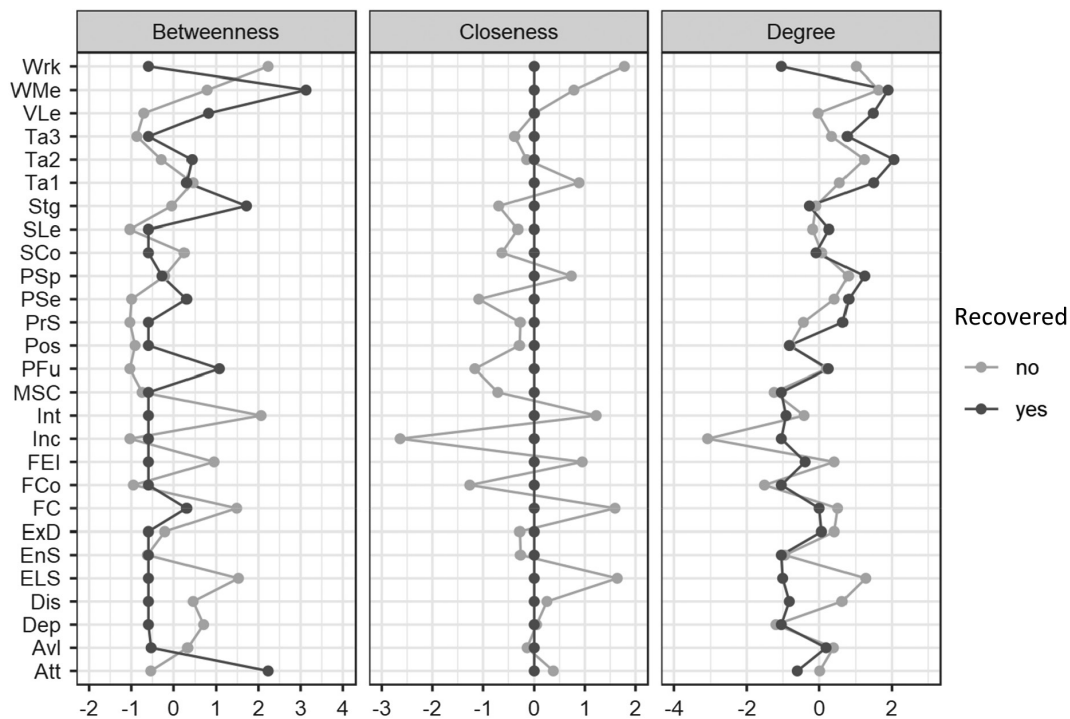 Betweenness Closeness Degree
Wrk
WMe
VLe
Ta3
Ta2
Ta1
Stg
SLe
SCo
PSp
PSe
PrS
Pos
PFu
MSC
Int
Inc
FEI
FCo
FC
ExD
EnS
ELS
Dis
Dep
Avl
Att
-2 -1 0 1 2 3 4 -3 -2 -1 0 1 2 -4 -2 0 2
Recovered
no
yes